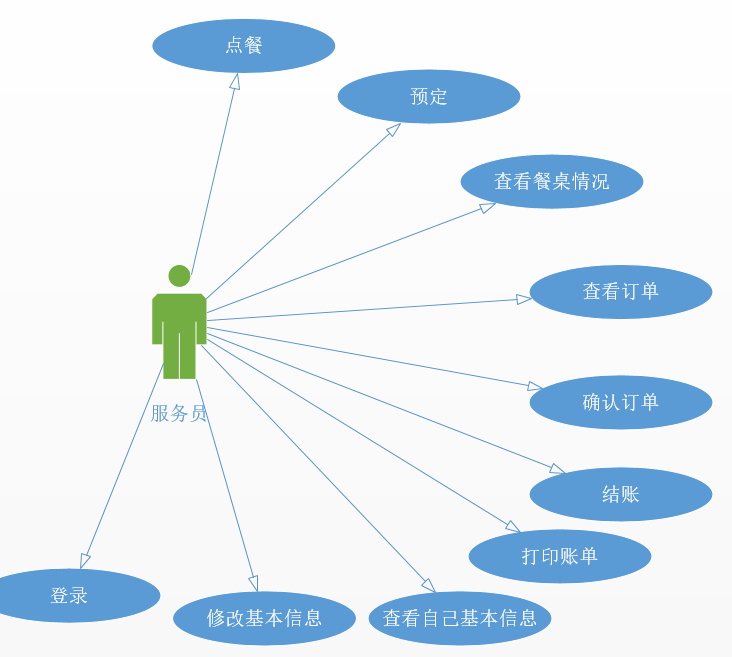 点餐
预定
查看餐桌情况
查看订单
确认订单
服务员
结账
打印账单
登录
修改基本信息
查看自己基本信息